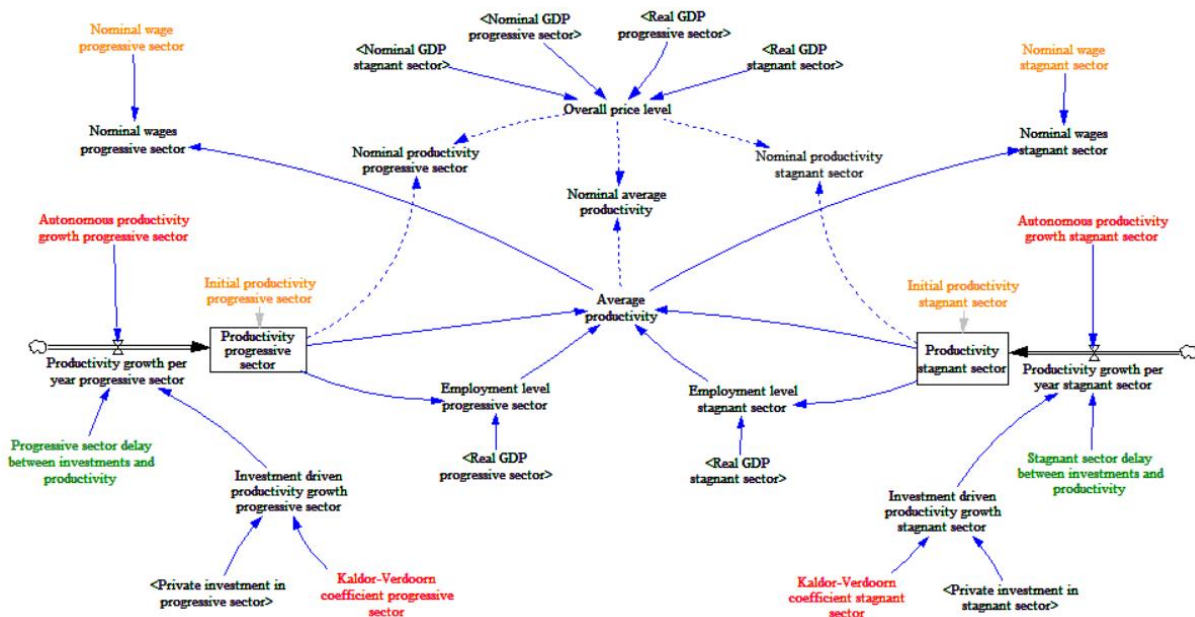 <Nominal GDP
progressive sector>
<Real GDP
progressive sector>
Nominal wage
progressive sector
<Nominal GDP
stagnant sector>
<Real GDP
stagnant sector>
Nominal wage
stagnant sector
Overall price level
Nominal wages
progressive sector
Nominal wages
stagnant sector
Nominal productivity
progressive sector
Nominal productivity
stagnant sector
Nominal average
productivity
Autonomous productivity
growth progressive sector
Autonomous productivity
growth stagnant sector
Initial productivity
progressive sector
Average
productivity
Initial productivity
stagnant sector
Productivity
progressive
sector
Productivity
stagnant sector
Productivity growth per
year progressive sector
Productivity growth per
year stagnant sector
Employment level
progressive sector
Employment level
stagnant sector
Progressive sector delay
between investments and
productivity
<Real GDP
progressive sector>
<Real GDP
stagnant sector>
Stagnant sector delay
between investments and
productivity
Investment driven
productivity growth
progressive sector
Investment driven
productivity growth
stagnant sector
<Private investment in
progressive sector>
Kaldor-Verdoorn
coefficient progressive
sector
Kaldor-Verdoorn
coefficient stagnant
sector
<Private investment in
stagnant sector>